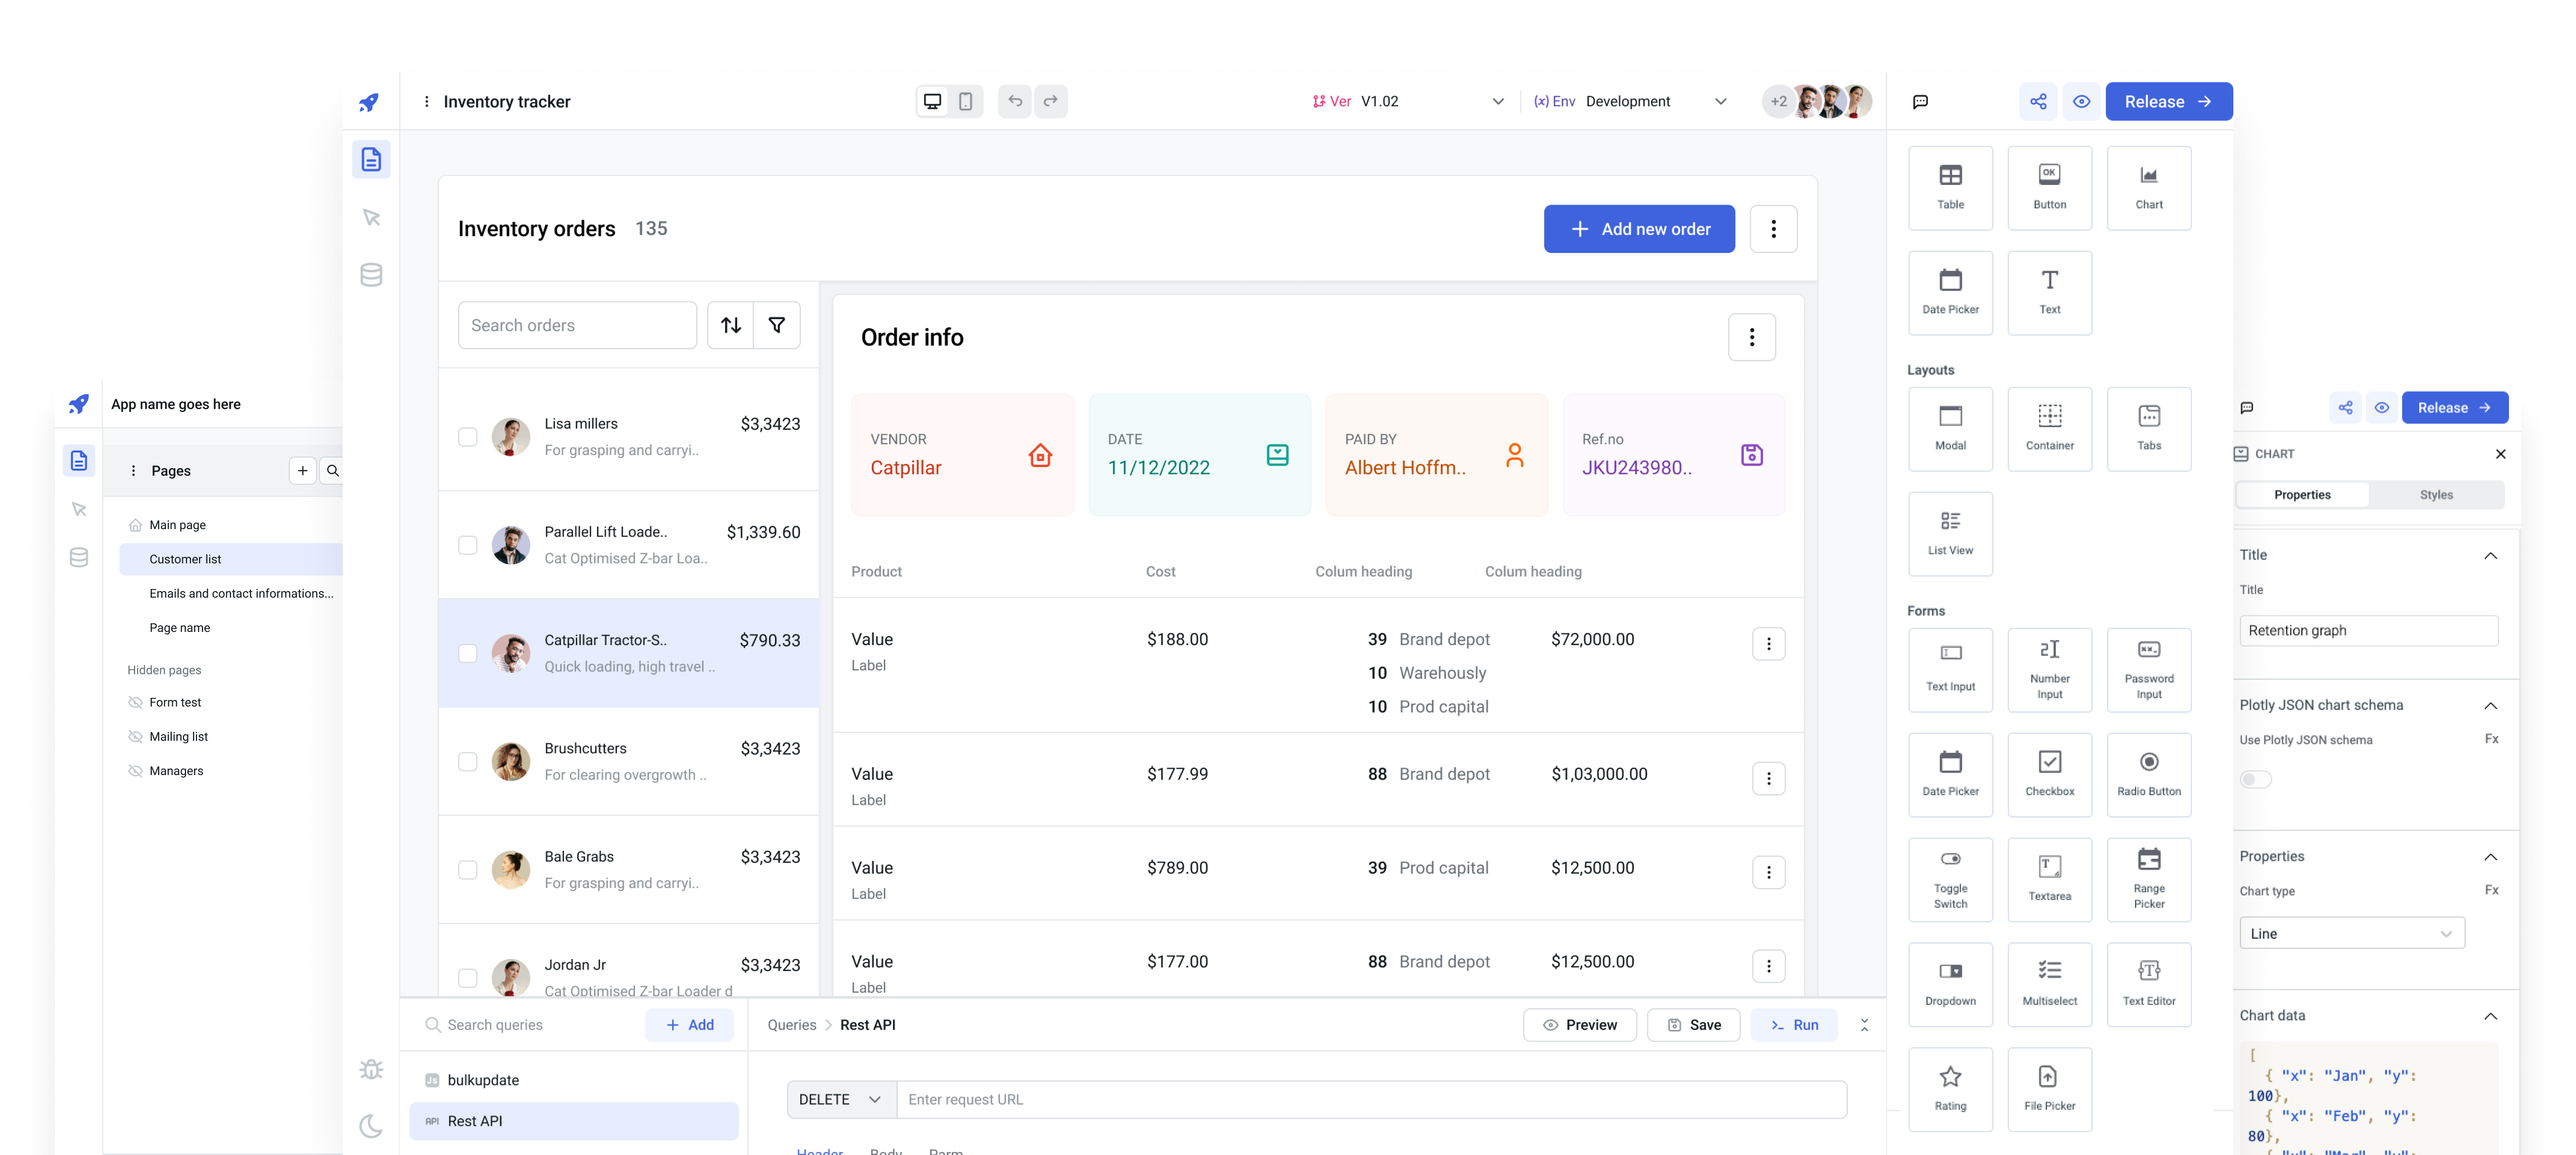 Inventory tracker
Ver V1.02
(x) Env Development
+2
Release
Inventory orders 135
Add new order
Search orders
Lisa millers $3,3423
For grasping and carryi..
Parallel Lift Loade.. $1,339.60
Cat Optimised Z-bar Loa..
Catpillar Tractor-S.. $790.33
Quick loading, high travel ..
Brushcutters $3,3423
For clearing overgrowth ..
Bale Grabs $3,3423
For grasping and carryi..
Jordan Jr $3,3423
Cat Optimised Z-bar Loader d
Order info
VENDOR
Catpillar
DATE
11/12/2022
PAID BY
Albert Hoffm..
Ref.no
JKU243980..
Product Cost Colum heading Colum heading
Value $188.00 39 Brand depot $72,000.00
Label
10 Warehously
10 Prod capital
Value $177.99 88 Brand depot $1,03,000.00
Label
Value $789.00 39 Prod capital $12,500.00
Label
Value $177.00 88 Brand depot $12,500.00
Label
Search queries
Add
Js bulkupdate
API Rest API
Queries > Rest API
Preview
Save
Run
DELETE
Enter request URL
Header Body Parm
Table
OK
Button
Chart
Date Picker
Text
Layouts
Modal
Container
Tabs
List View
Forms
Text Input
Number
Input
Password
Input
Date Picker
Checkbox
Radio Button
Toggle
Switch
Textarea
Range
Picker
Dropdown
Multiselect
Text Editor
Rating
File Picker
App name goes here
Pages
Main page
Customer list
Emails and contact informations...
Page name
Hidden pages
Form test
Mailing list
Managers
Release
CHART
Properties Styles
Title
Title
Retention graph
Plotly JSON chart schema
Use Plotly JSON schema Fx
Properties
Chart type Fx
Line
Chart data
[
{ "x": "Jan", "y":
100},
{ "x": "Feb", "y":
80},
{ "x": "Mar", "y":